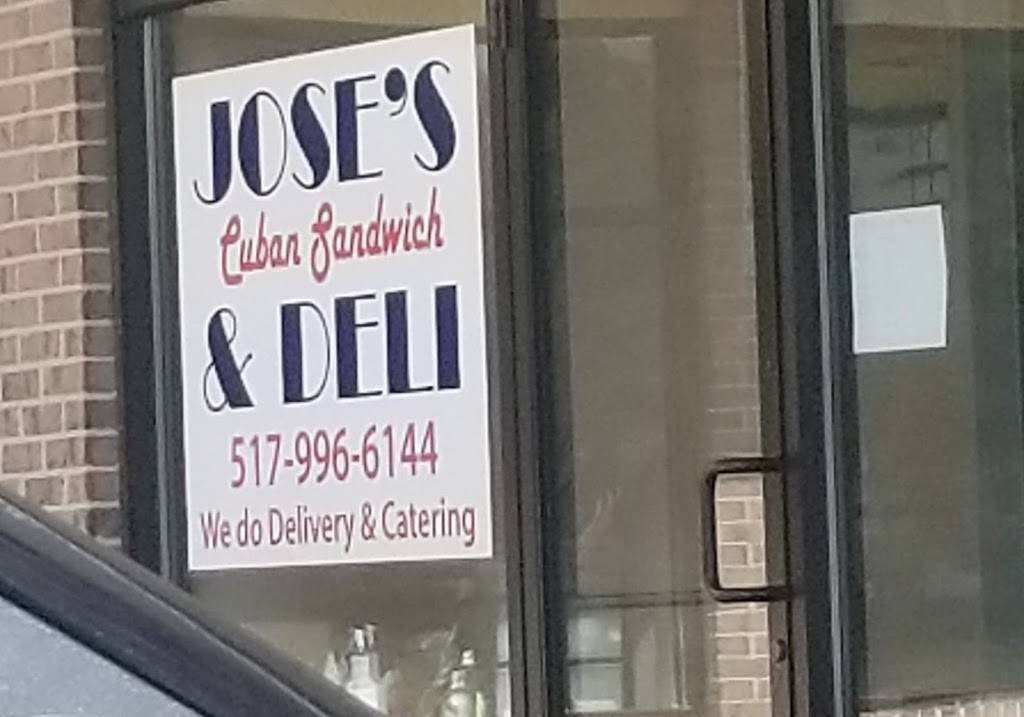 JOSE'S
Cuban Sandwich
& DELI
517-996-6144
We do Delivery & Catering